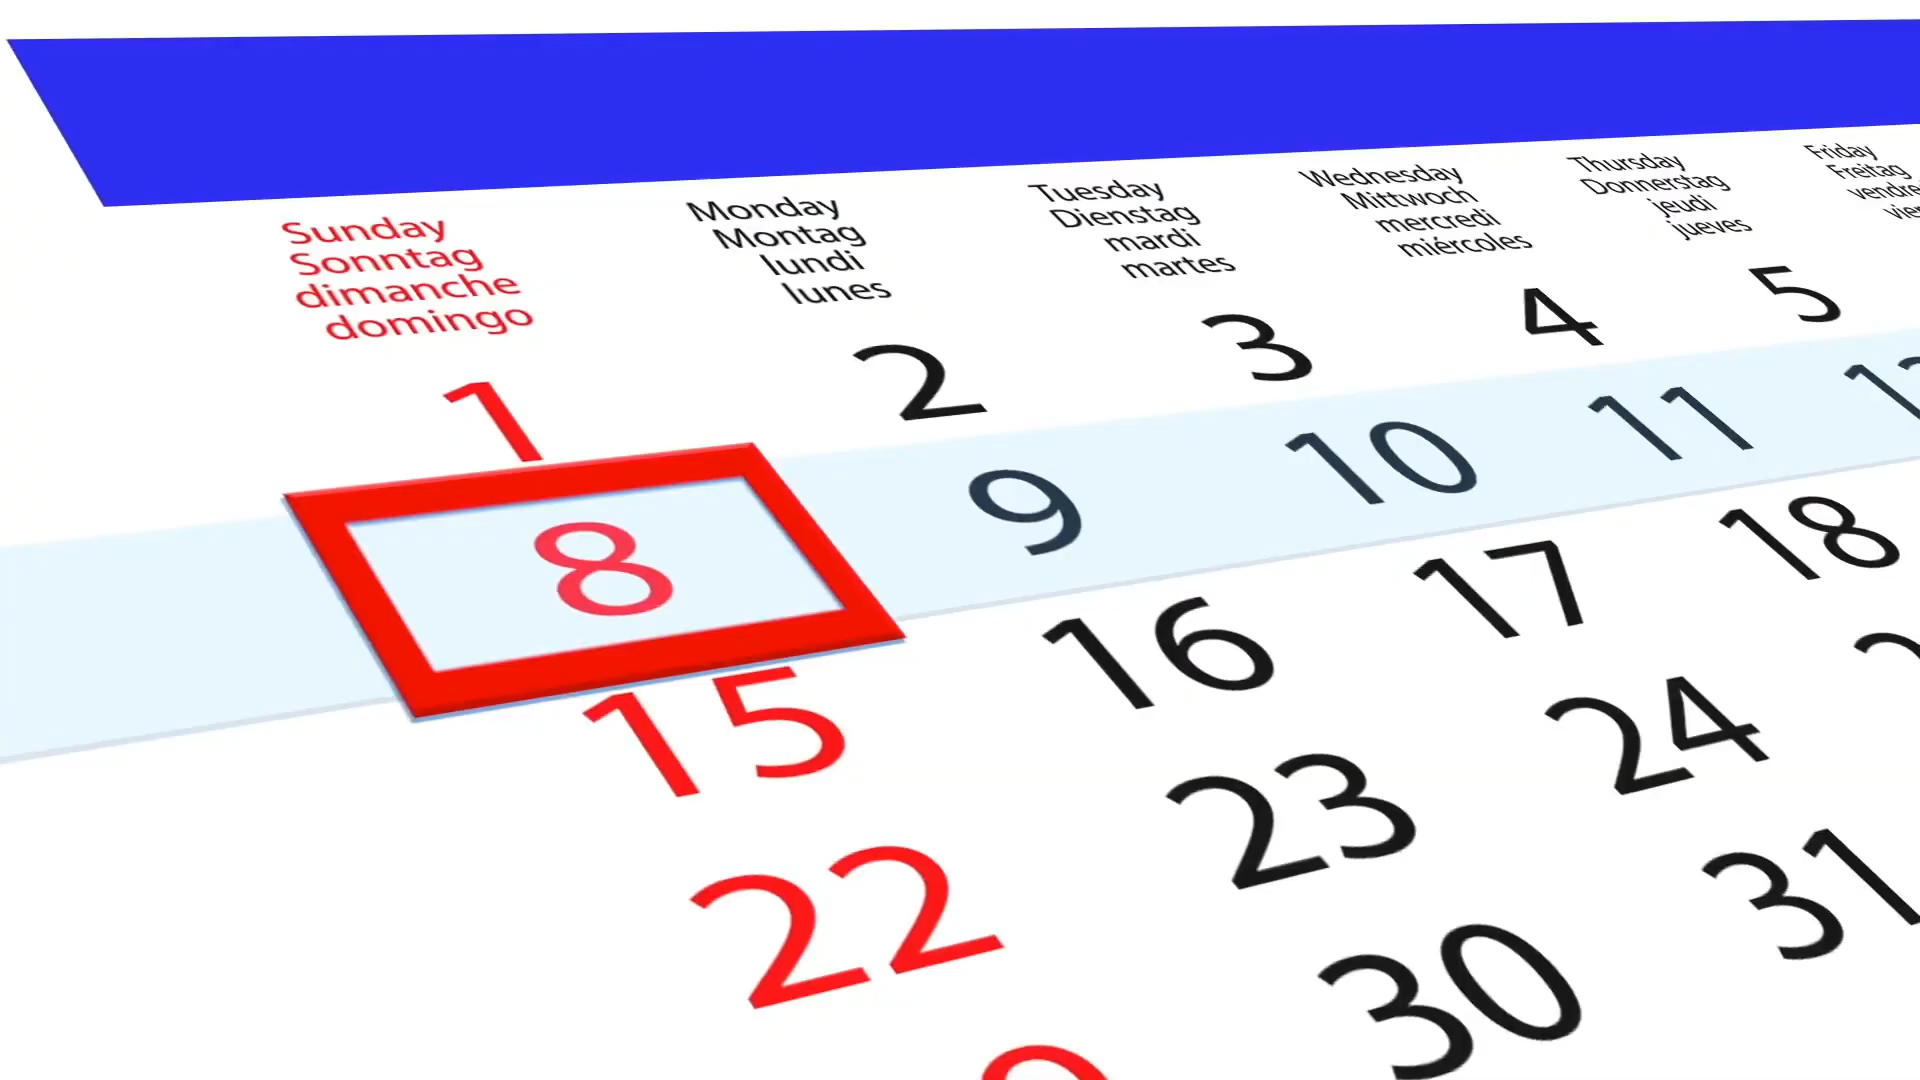 Sunday Monday Tuesday Wednesday Thursday Friday
Sonntag Montag Dienstag Mittwoch Donnerstag Freitag
dimanche lundi mardi mercredi jeudi
domingo lunes martes miércoles jueves
1 2 3 4 5
8 9 10 11
15 16 17 18
22 23 24
30 31